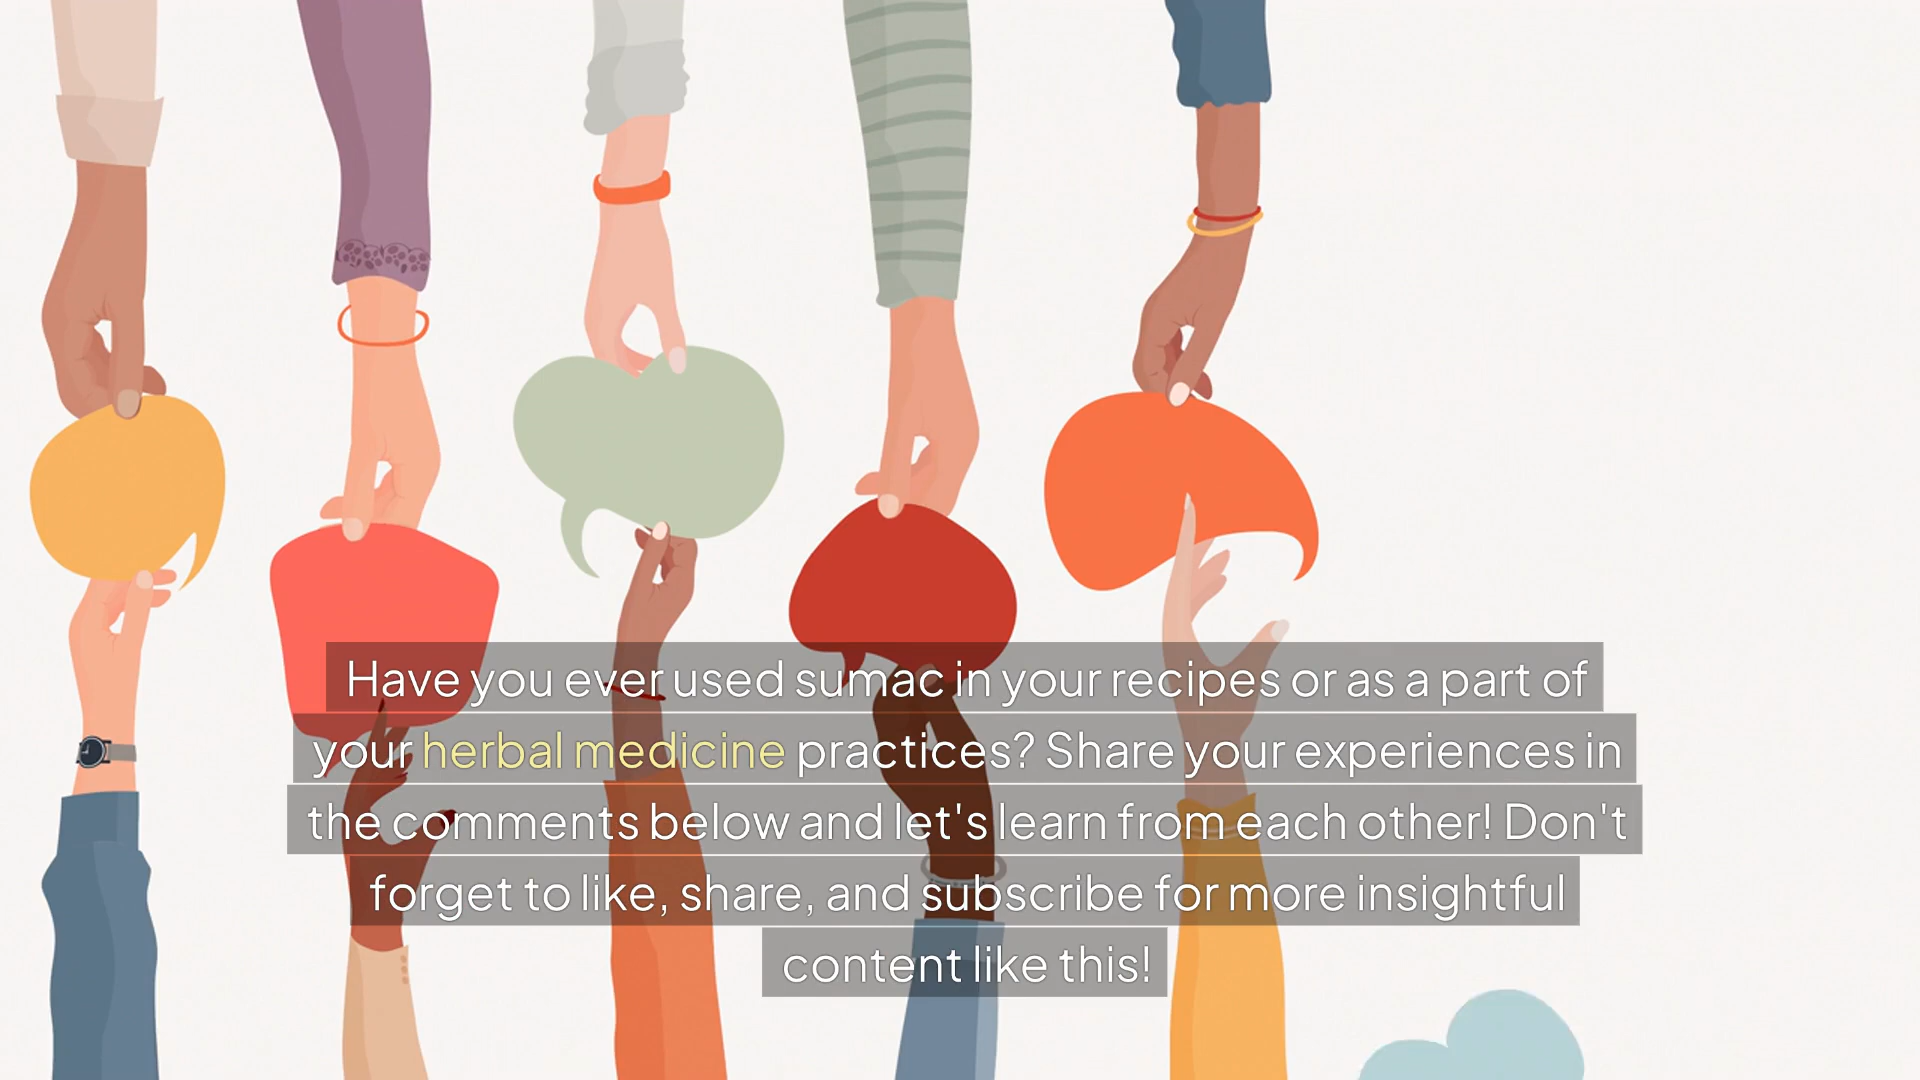 Have you ever used sumac in your recipes or as a part of
your herbal medicine practices? Share your experiences in
the comments below and let's learn from each other! Don't
forget to like, share, and subscribe for more insightful
content like this!